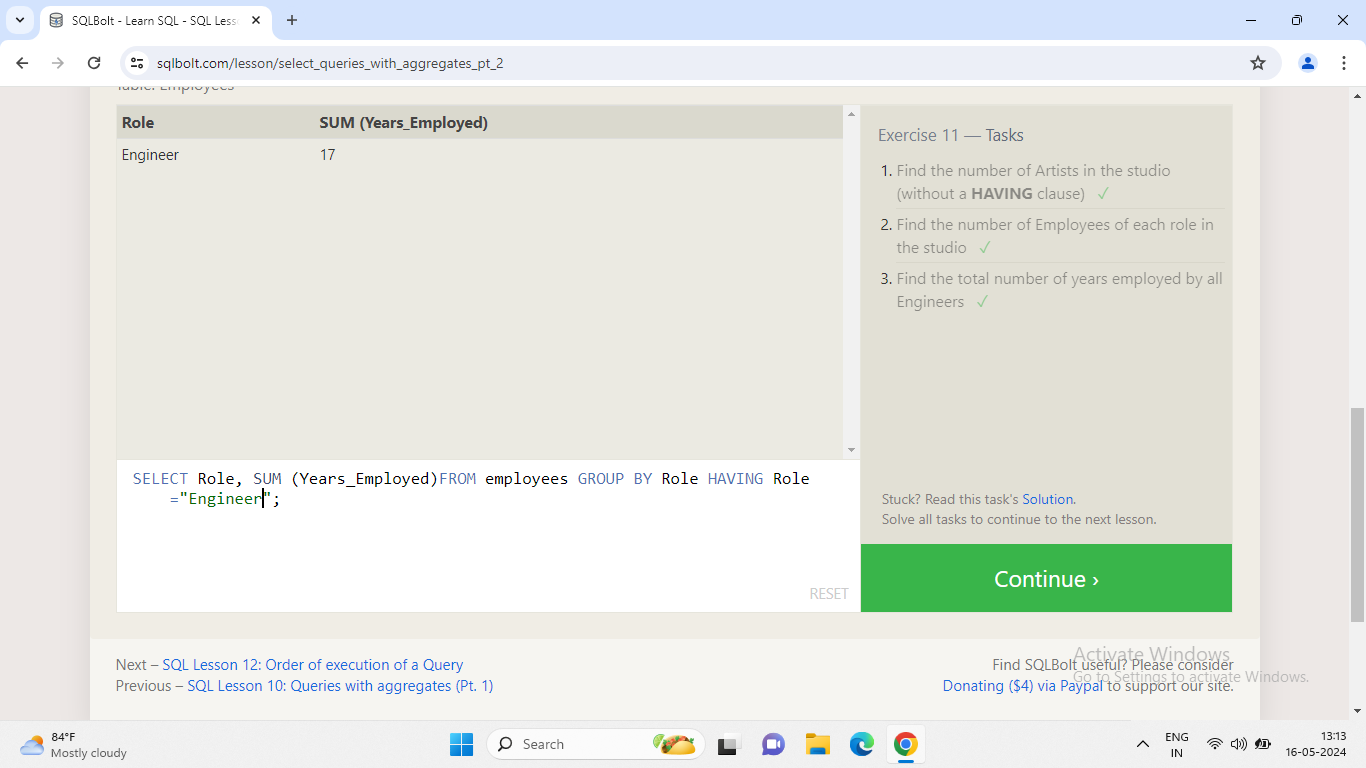 SQLBolt - Learn SQL - SQL Less
sqlbolt.com/lesson/select_queries_with_aggregates_pt_2
Table: Employees
Role SUM (Years_Employed)
Engineer 17
Exercise 11 — Tasks
1. Find the number of Artists in the studio
(without a HAVING clause) ✓
2. Find the number of Employees of each role in
the studio ✓
3. Find the total number of years employed by all
Engineers ✓
SELECT Role, SUM (Years_Employed)FROM employees GROUP BY Role HAVING Role
="Engineer";
RESET
Stuck? Read this task's Solution.
Solve all tasks to continue to the next lesson.
Continue ›
Next – SQL Lesson 12: Order of execution of a Query
Previous – SQL Lesson 10: Queries with aggregates (Pt. 1)
Find SQLBolt useful? Please consider
Donating ($4) via Paypal to support our site.
Activate Windows
Go to Settings to activate Windows.
84°F
Mostly cloudy
Search
ENG
IN
13:13
16-05-2024